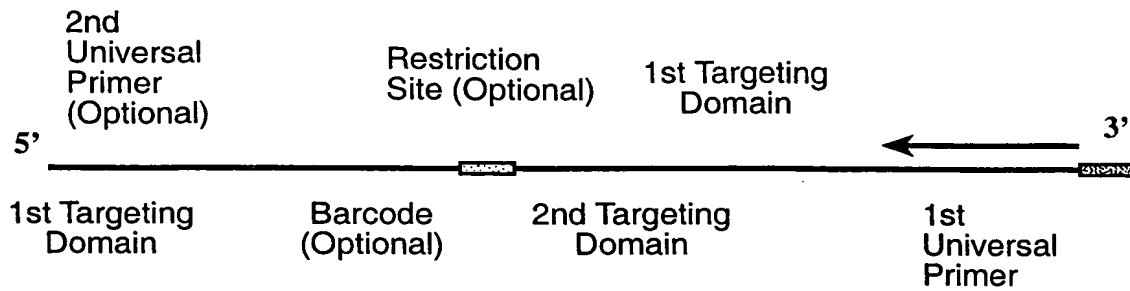 2nd
Universal
Primer
(Optional)
Restriction
Site (Optional)
1st Targeting
Domain
5’
3’
1st Targeting
Domain
Barcode
(Optional)
2nd Targeting
Domain
1st
Universal
Primer